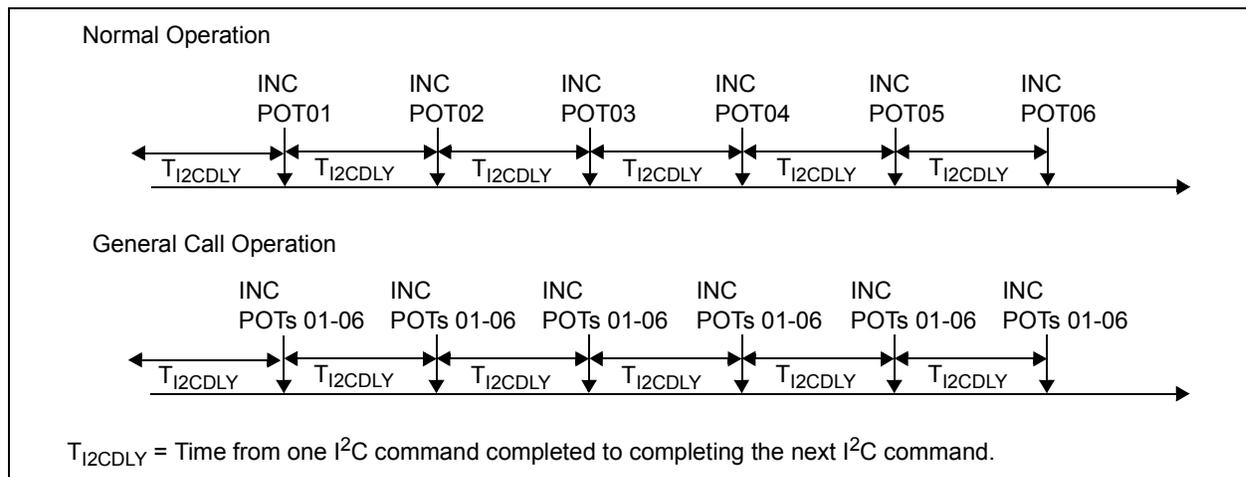 Normal Operation
INC INC INC INC INC INC
POT01 POT02 POT03 POT04 POT05 POT06
TI2CDLY TI2CDLY TI2CDLY TI2CDLY TI2CDLY TI2CDLY
General Call Operation
INC INC INC INC INC INC
POTs 01-06 POTs 01-06 POTs 01-06 POTs 01-06 POTs 01-06 POTs 01-06
TI2CDLY TI2CDLY TI2CDLY TI2CDLY TI2CDLY TI2CDLY
TI2CDLY = Time from one I²C command completed to completing the next I²C command.